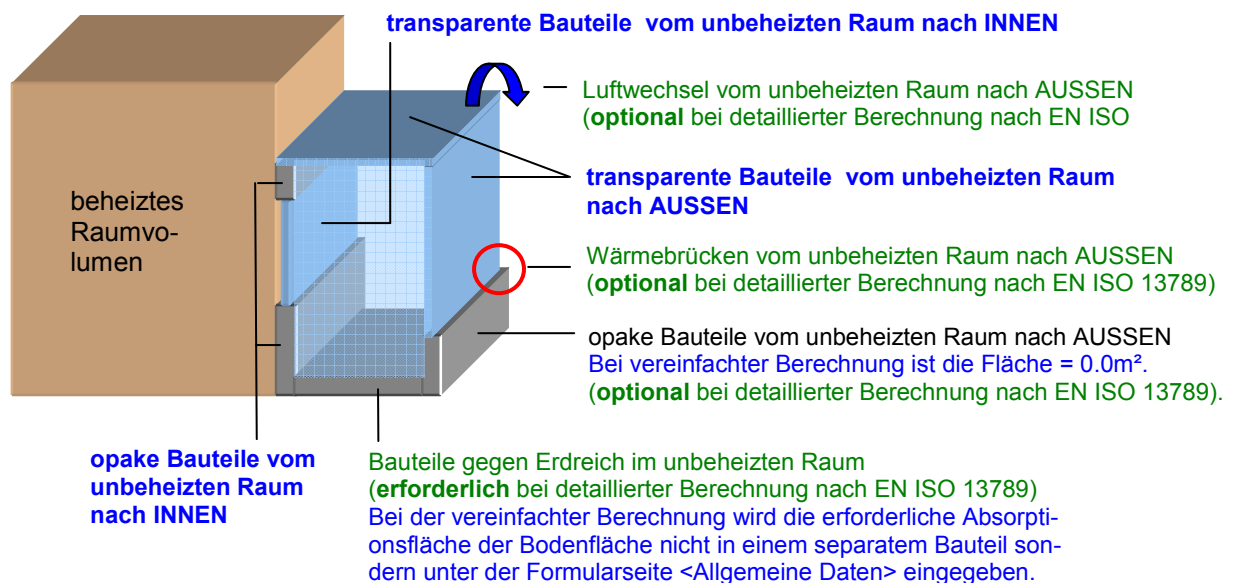 transparente Bauteile vom unbeheizten Raum nach INNEN
Luftwechsel vom unbeheizten Raum nach AUSSEN
(optional bei detaillierter Berechnung nach EN ISO
transparente Bauteile vom unbeheizten Raum
nach AUSSEN
beheiztes
Raumvo-
lumen
Wärmebrücken vom unbeheizten Raum nach AUSSEN
(optional bei detaillierter Berechnung nach EN ISO 13789)
opake Bauteile vom unbeheizten Raum nach AUSSEN
Bei vereinfachter Berechnung ist die Fläche = 0.0m².
(optional bei detaillierter Berechnung nach EN ISO 13789).
opake Bauteile vom
unbeheizten Raum
nach INNEN
Bauteile gegen Erdreich im unbeheizten Raum
(erforderlich bei detaillierter Berechnung nach EN ISO 13789)
Bei der vereinfachter Berechnung wird die erforderliche Absorpti-
onsfläche der Bodenfläche nicht in einem separatem Bauteil son-
dern unter der Formularseite <Allgemeine Daten> eingegeben.